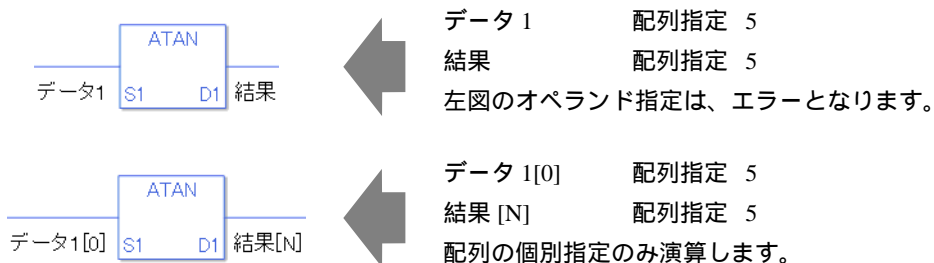 ATAN
データ1 S1 D1 結果
データ 1 配列指定 5
結果 配列指定 5
左図のオペランド指定は、エラーとなります。
ATAN
データ1[0] S1 D1 結果[N]
データ 1[0] 配列指定 5
結果 [N] 配列指定 5
配列の個別指定のみ演算します。